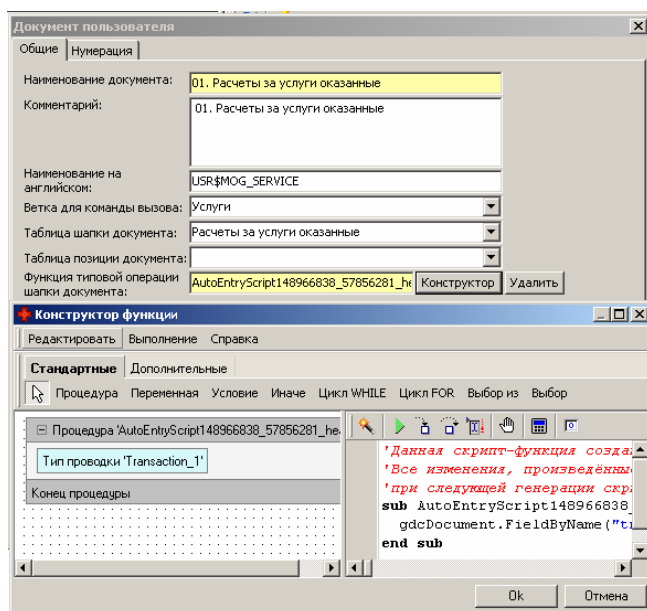 Документ пользователя
Общие
Нумерация
Наименование документа:
01. Расчеты за услуги оказанные
Комментарий:
01. Расчеты за услуги оказанные
Наименование на
английском:
USR$MOG_SERVICE
Ветка для команды вызова:
Услуги
Таблица шапки документа:
Расчеты за услуги оказанные
Таблица позиции документа:
Функция типовой операции
шапки документа:
AutoEntryScript148966838_57856281_he
Конструктор
Удалить
Конструктор функции
Редактировать Выполнение Справка
Стандартные Дополнительные
Процедура Переменная Условие Иначе Цикл WHILE Цикл FOR Выбор из Выбор
Процедура 'AutoEntryScript148966838_57856281_he
Тип проводки 'Transaction_1'
Конец процедуры
'Данная скрипт-функция созда
'Все изменения, произведённы
'при следующей генерации скр
sub AutoEntryScript148966838_
gdcDocument.FieldByName("t
end sub
Ok
Отмена